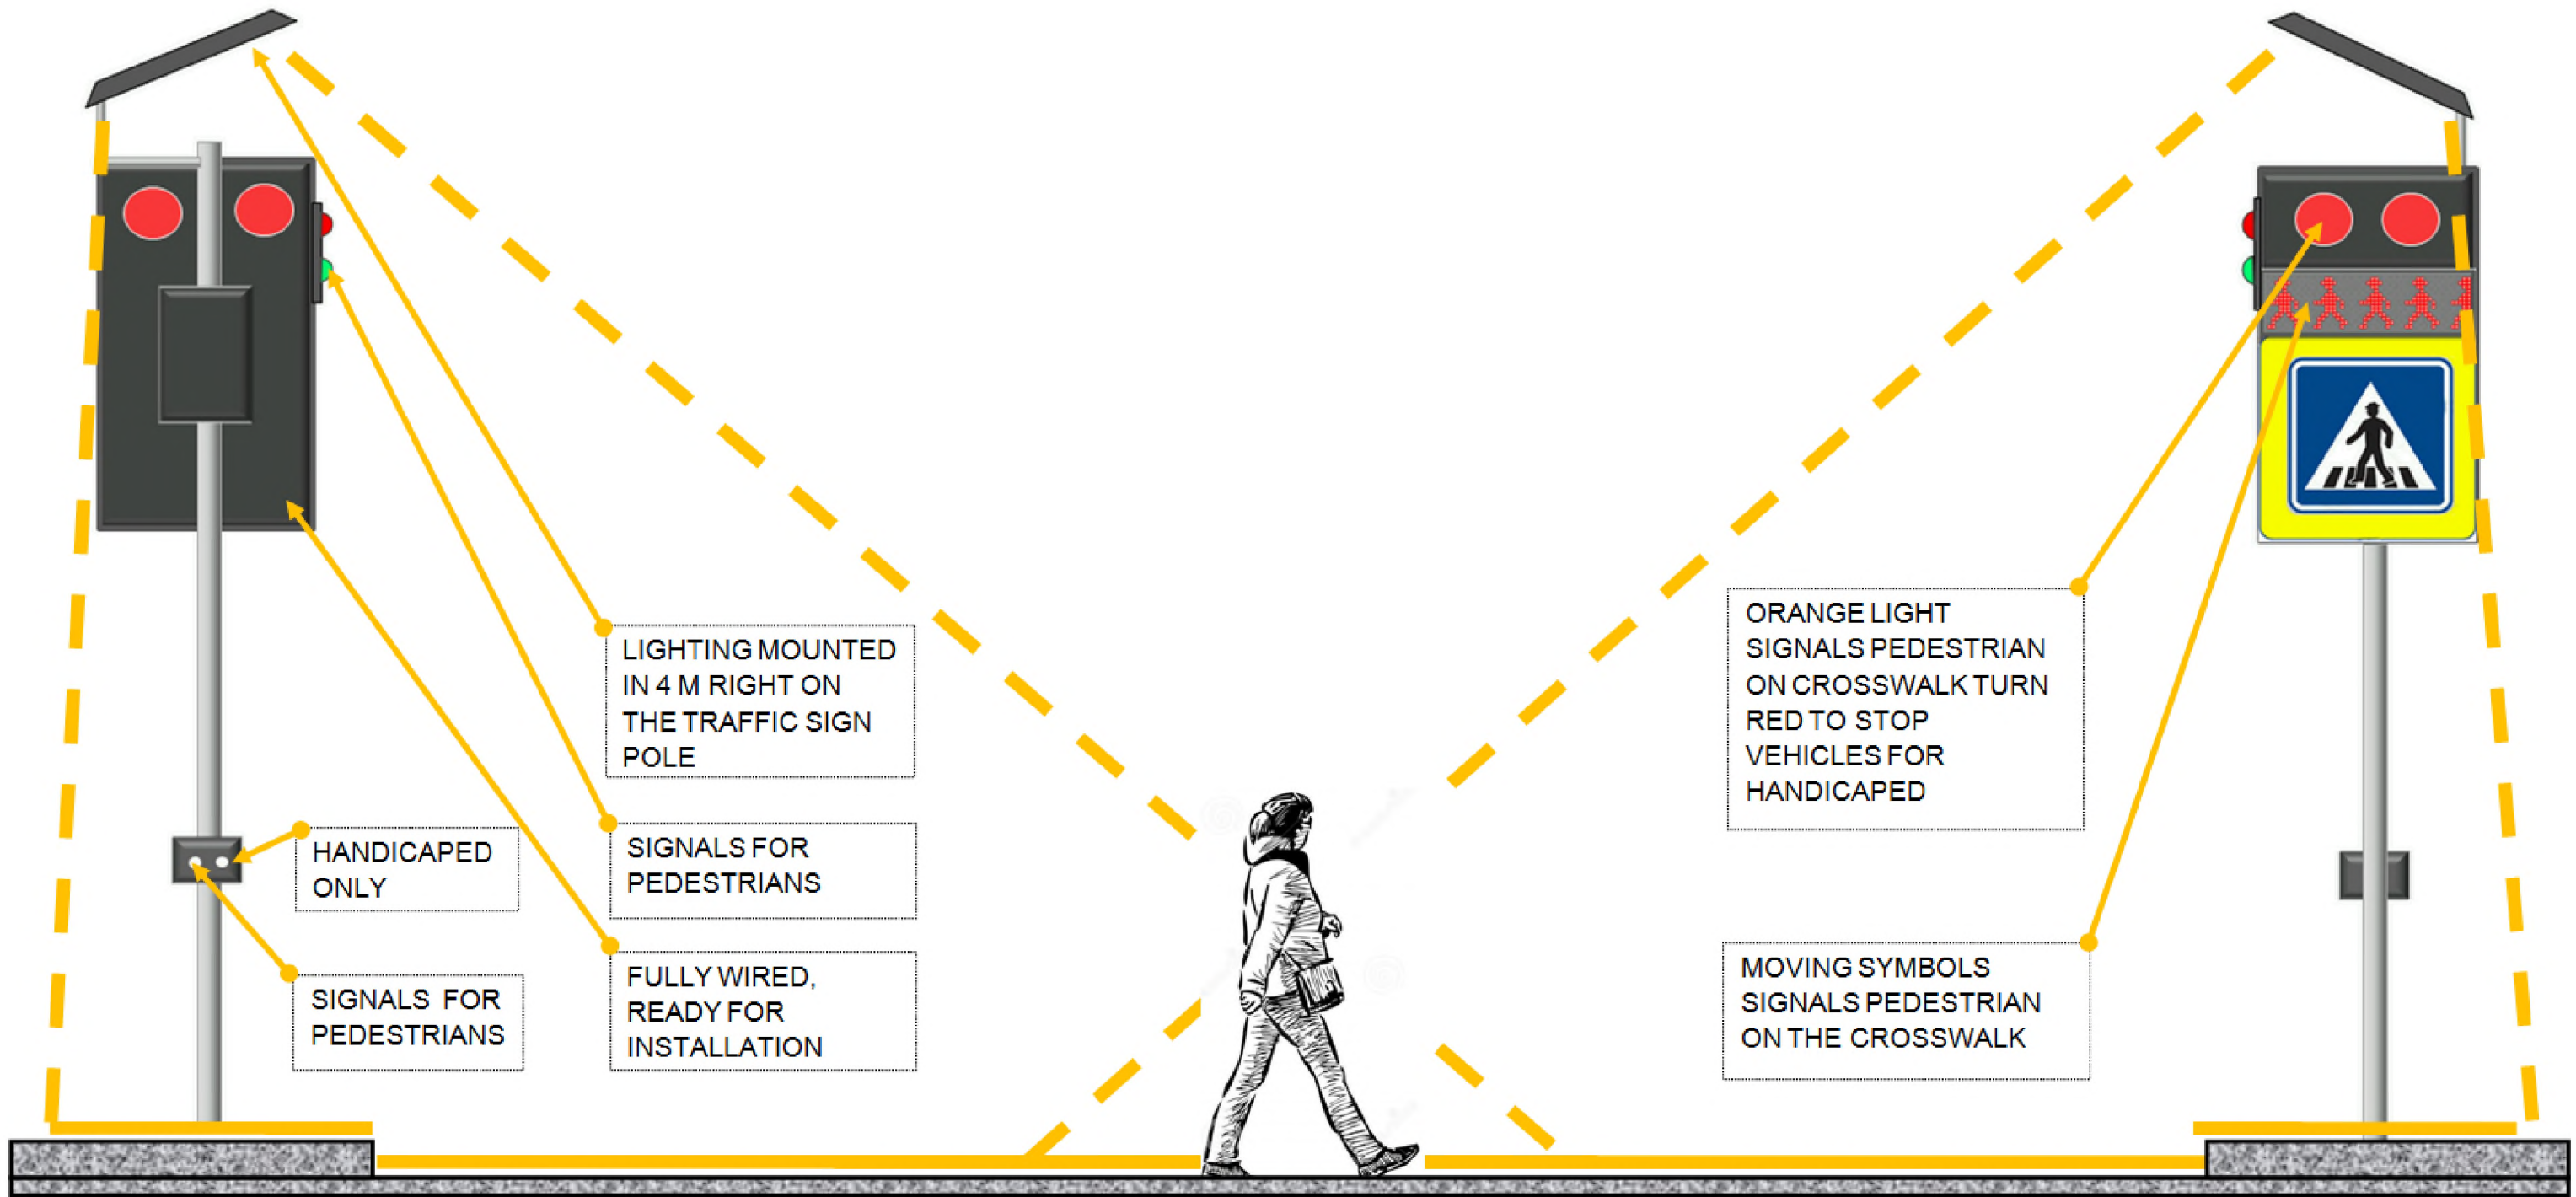 LIGHTING MOUNTED
IN 4 M RIGHT ON
THE TRAFFIC SIGN
POLE
HANDICAPED
ONLY
SIGNALS FOR
PEDESTRIANS
SIGNALS FOR
PEDESTRIANS
FULLY WIRED,
READY FOR
INSTALLATION
ORANGE LIGHT
SIGNALS PEDESTRIAN
ON CROSSWALK TURN
RED TO STOP
VEHICLES FOR
HANDICAPED
MOVING SYMBOLS
SIGNALS PEDESTRIAN
ON THE CROSSWALK